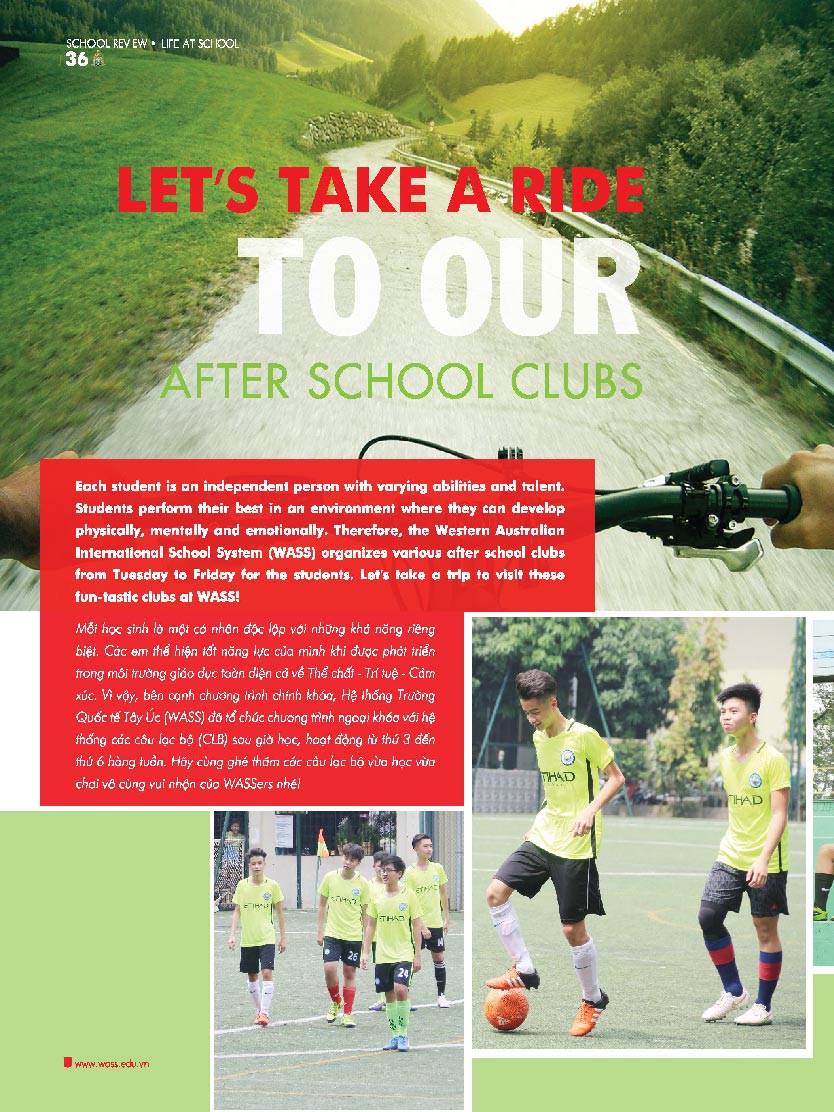 SCHOOL REVIEW • LIFE AT SCHOOL
36
LET'S TAKE A RIDE
TO OUR
AFTER SCHOOL CLUBS
Each student is an independent person with varying abilities and talent.
Students perform their best in an environment where they can develop
physically, mentally and emotionally. Therefore, the Western Australian
International School System (WASS) organizes various after school clubs
from Tuesday to Friday for the students. Let's take a trip to visit these
fun-tastic clubs at WASS!
Mỗi học sinh là một cá nhân độc lập với những khả năng riêng
biệt. Các em thể hiện tốt năng lực của mình khi được phát triển
trong môi trường giáo dục toàn diện cả về Thể chất - Trí tuệ - Cảm
xúc. Vì vậy, bên cạnh chương trình chính khóa, Hệ thống Trường
Quốc tế Tây Úc (WASS) đã tổ chức chương trình ngoại khóa với hệ
thống các câu lạc bộ (CLB) sau giờ học, hoạt động từ thứ 3 đến
thứ 6 hàng tuần. Hãy cùng ghé thăm các câu lạc bộ vừa học vừa
chơi vô cùng vui nhộn của WASSers nhé!
ETIHAD
ETIHAD
ETIHAD
ETIHAD
ETIHAD
26
24
14
www.wass.edu.vn